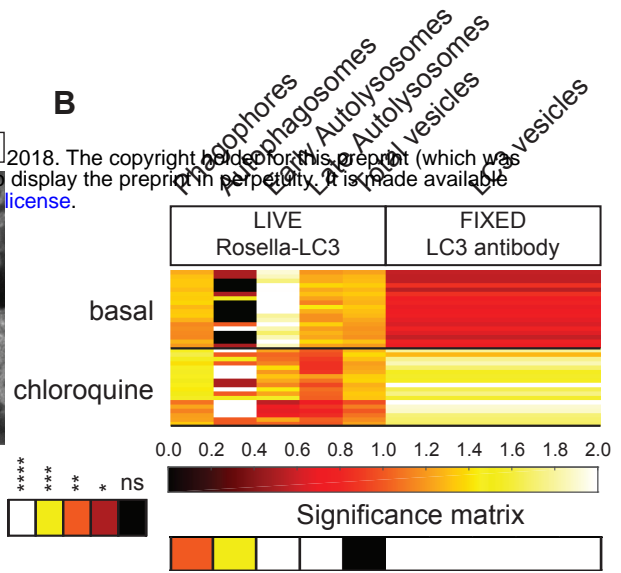 B
Phagophores
Autophagosomes
Early Autolysosomes
Late Autolysosomes
Total vesicles
LC3 vesicles
2018. The copyright holder for this preprint (which was
display the preprint in perpetuity. It is made available
license.
LIVE
Rosella-LC3
FIXED
LC3 antibody
basal
chloroquine
0.0 0.2 0.4 0.6 0.8 1.0 1.2 1.4 1.6 1.8 2.0
**** *** ** * ns
Significance matrix